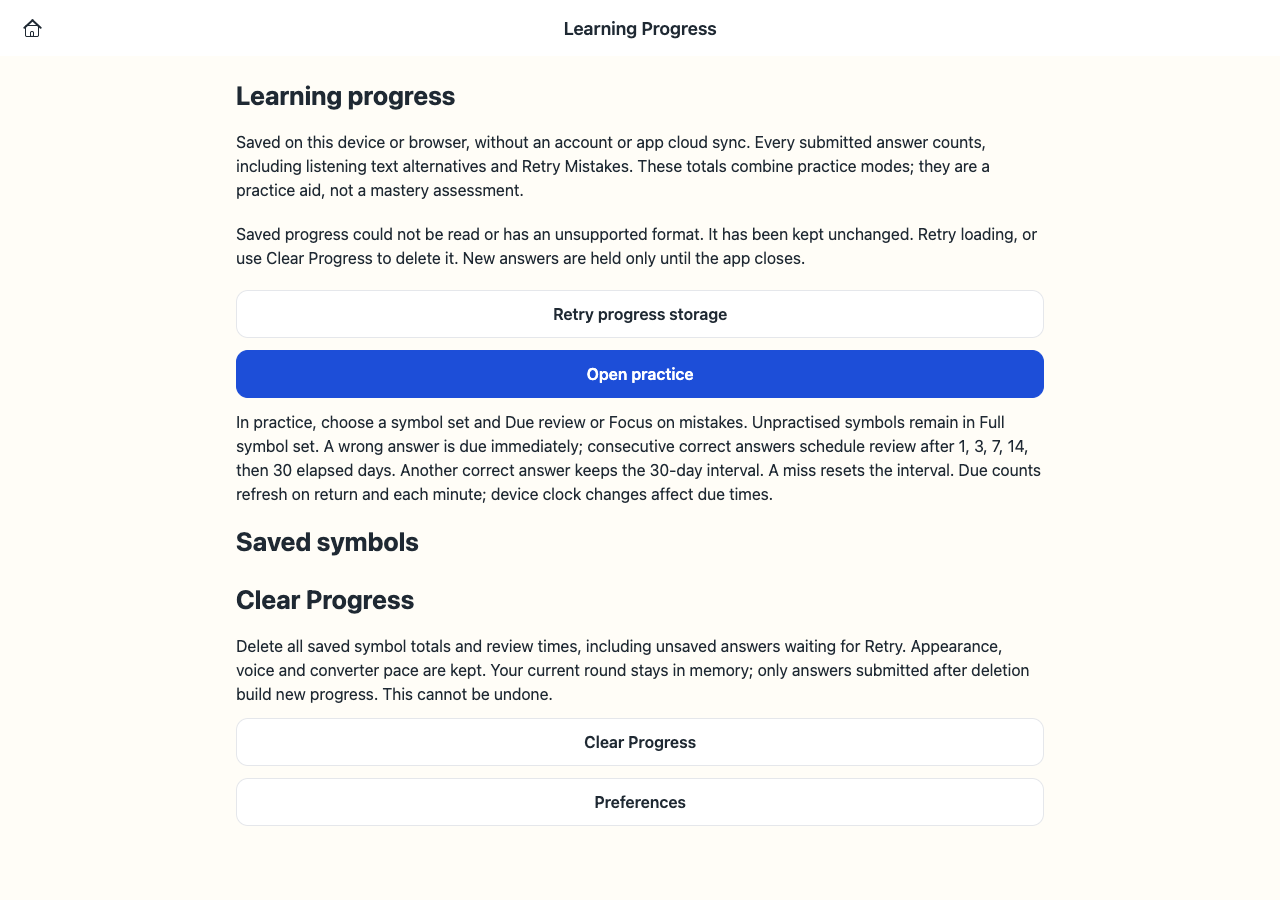 Learning Progress
Learning progress
Saved on this device or browser, without an account or app cloud sync. Every submitted answer counts,
including listening text alternatives and Retry Mistakes. These totals combine practice modes; they are a
practice aid, not a mastery assessment.
Saved progress could not be read or has an unsupported format. It has been kept unchanged. Retry loading, or
use Clear Progress to delete it. New answers are held only until the app closes.
Retry progress storage
Open practice
In practice, choose a symbol set and Due review or Focus on mistakes. Unpractised symbols remain in Full
symbol set. A wrong answer is due immediately; consecutive correct answers schedule review after 1, 3, 7, 14,
then 30 elapsed days. Another correct answer keeps the 30-day interval. A miss resets the interval. Due counts
refresh on return and each minute; device clock changes affect due times.
Saved symbols
Clear Progress
Delete all saved symbol totals and review times, including unsaved answers waiting for Retry. Appearance,
voice and converter pace are kept. Your current round stays in memory; only answers submitted after deletion
build new progress. This cannot be undone.
Clear Progress
Preferences